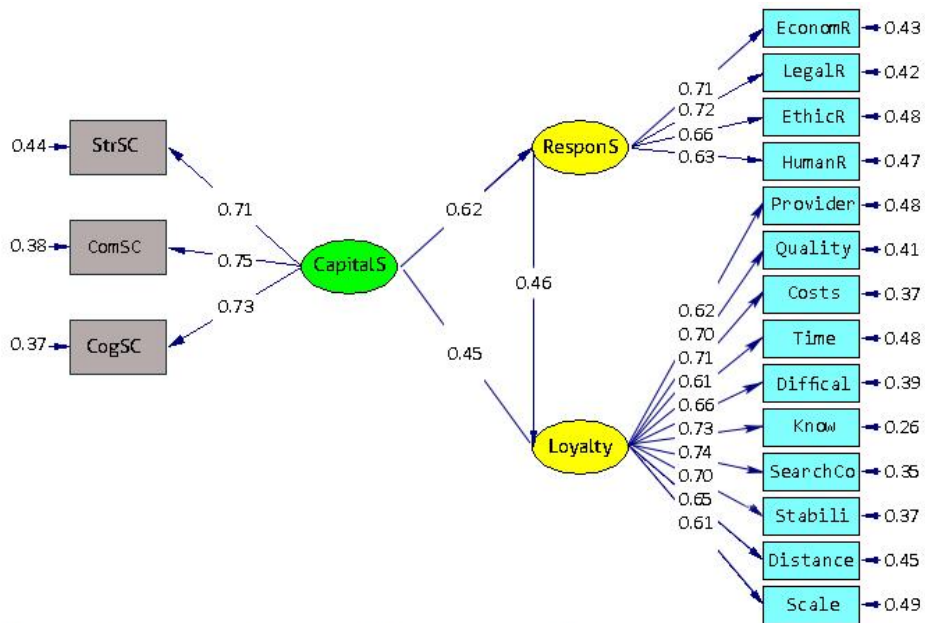 EconomR
0.43
LegalR
0.42
EthicR
0.48
HumanR
0.47
0.71
0.72
0.66
0.63
ResponS
0.44
StrSC
0.71
0.38
ComSC
0.75
0.37
CogSC
0.73
CapitalS
0.62
0.46
0.45
Loyalty
Provider
0.48
Quality
0.41
Costs
0.37
Time
0.48
Diffical
0.39
Know
0.26
SearchCo
0.35
Stabili
0.37
Distance
0.45
Scale
0.49
0.62
0.70
0.71
0.61
0.66
0.73
0.74
0.70
0.65
0.61